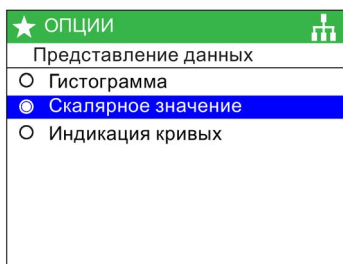 ОПЦИИ
Представление данных
Гистограмма
Скалярное значение
Индикация кривых